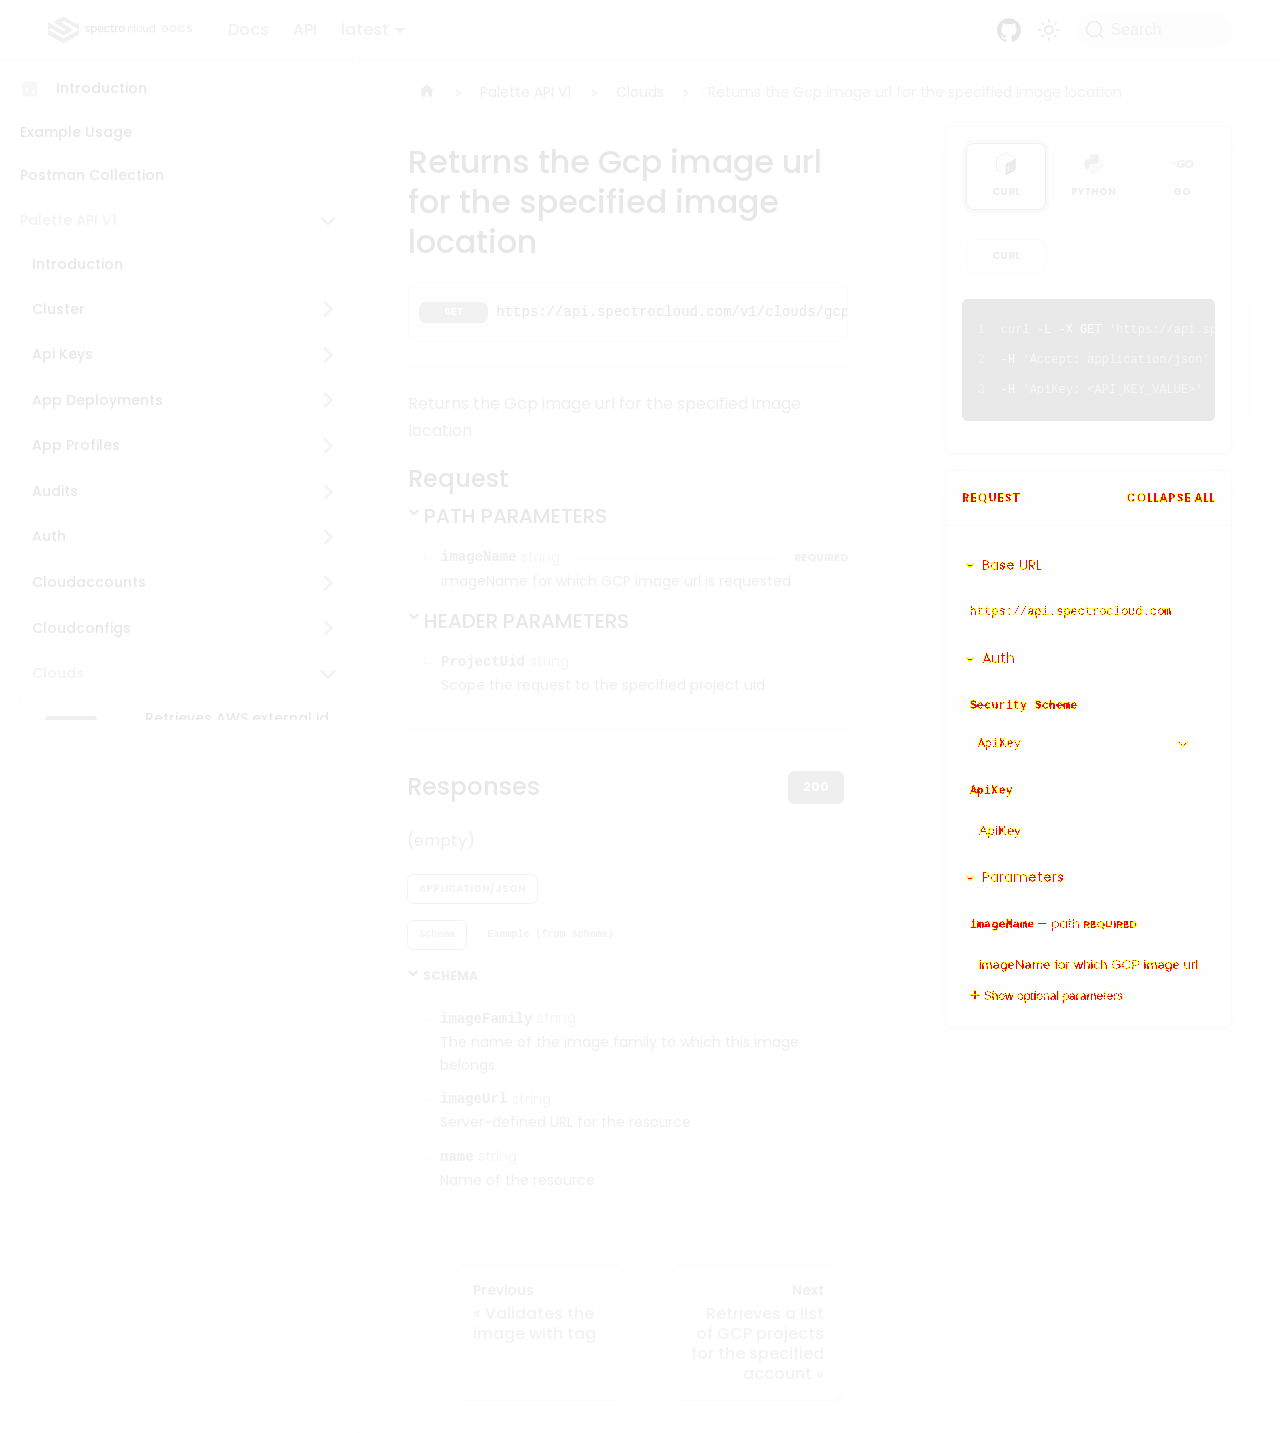 spectro cloud DOCS
Docs
API
latest
Search
Introduction
Example Usage
Postman Collection
Palette API V1
Introduction
Cluster
Api Keys
App Deployments
App Profiles
Audits
Auth
Cloudaccounts
Cloudconfigs
Clouds
Retrieves AWS external id
Palette API V1
Clouds
Returns the Gcp image url for the specified image location
Returns the Gcp image url
for the specified image
location
GET https://api.spectrocloud.com/v1/clouds/gcp
Returns the Gcp image url for the specified image
location
Request
PATH PARAMETERS
imageName string REQUIRED
imageName for which GCP image url is requested
HEADER PARAMETERS
ProjectUid string
Scope the request to the specified project uid
Responses
200
(empty)
APPLICATION/JSON
Schema
Example (from schema)
SCHEMA
imageFamily string
The name of the image family to which this image
belongs
imageUrl string
Server-defined URL for the resource
name string
Name of the resource
Previous
« Validates the
image with tag
Next
Retrieves a list
of GCP projects
for the specified
account »
CURL
PYTHON
GO
CURL
1 curl -L -X GET 'https://api.sp
2 -H 'Accept: application/json'
3 -H 'ApiKey: <API_KEY_VALUE>'
REQUEST
COLLAPSE ALL
Base URL
https://api.spectrocloud.com
Auth
Security Scheme
ApiKey
ApiKey
ApiKey
Parameters
imageName — path REQUIRED
imageName for which GCP image url
Show optional parameters